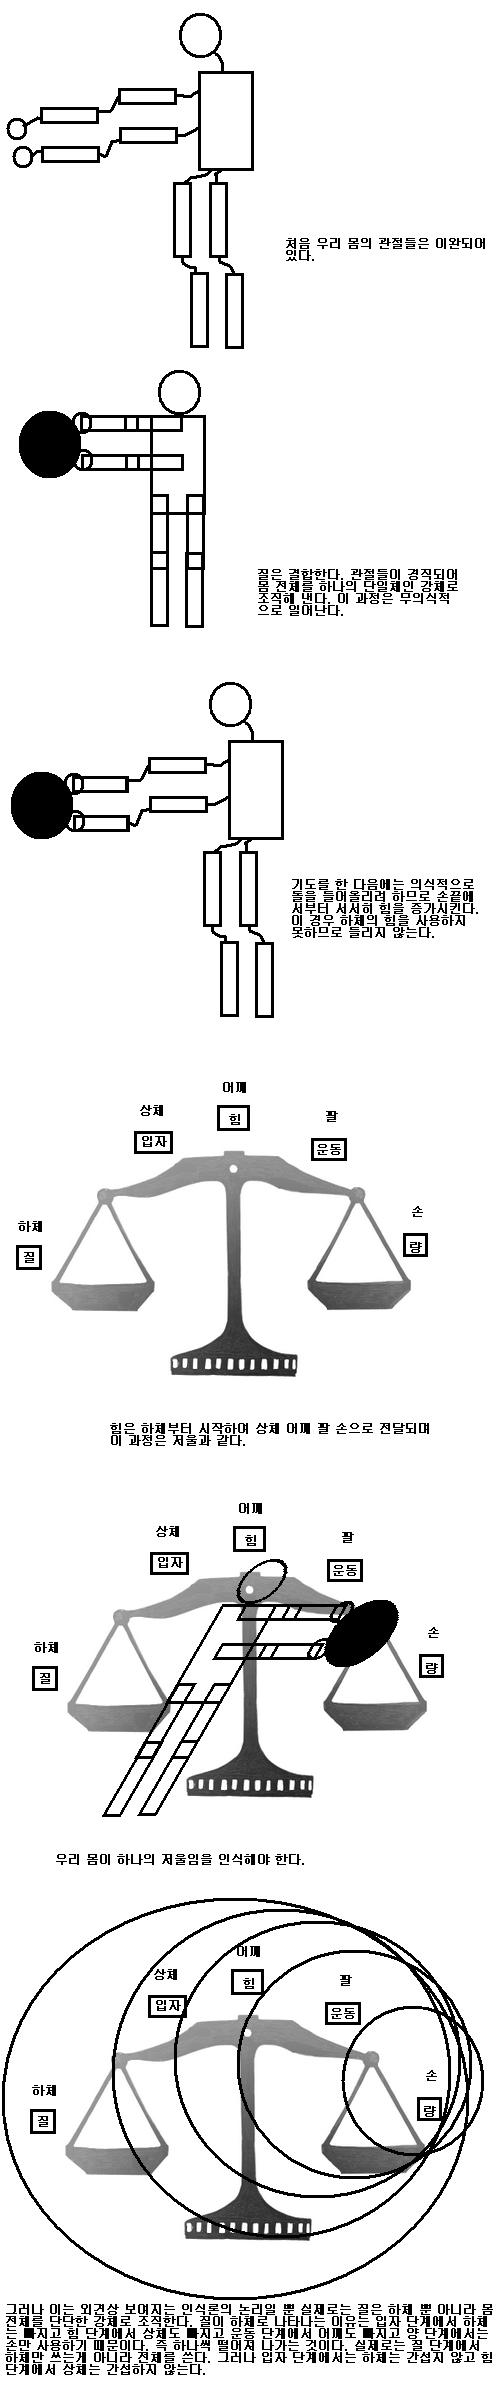 처음 우리 몸의 관절들은 이완되어
있다.
질은 결합한다. 관절들이 경직되어
몸 전체를 하나의 단일체인 강체로
조직해 낸다. 이 과정은 무의식적
으로 일어난다.
기도를 한 다음에는 의식적으로
돌을 들어올리려 하므로 손끝에
서부터 서서히 힘을 증가시킨다.
이 경우 하체의 힘을 사용하지
못하므로 들리지 않는다.
어깨
상체
힘
팔
입자
운동
하체
손
질
량
힘은 하체부터 시작하여 상체 어깨 팔 손으로 전달되며
이 과정은 저울과 같다.
어깨
상체
힘
팔
입자
운동
하체
손
질
량
우리 몸이 하나의 저울임을 인식해야 한다.
어깨
상체
힘
팔
입자
운동
하체
손
질
량
그러나 이는 외견상 보여지는 인식론의 논리일 뿐 실제로는 질은 하체 뿐 아니라 몸
전체를 단단한 강체로 조직한다. 질이 하체로 나타나는 이유는 입자 단계에서 하체
는 빠지고 힘 단계에서 상체도 빠지고 운동 단계에서 어깨도 빠지고 양 단계에서는
손만 사용하기 때문이다. 즉 하나씩 떨어져 나가는 것이다. 실제로는 질 단계에서
하체만 쓰는게 아니라 전체를 쓴다. 그러나 입자 단계에서는 하체는 간섭지 않고 힘
단계에서 상체는 간섭하지 않는다.